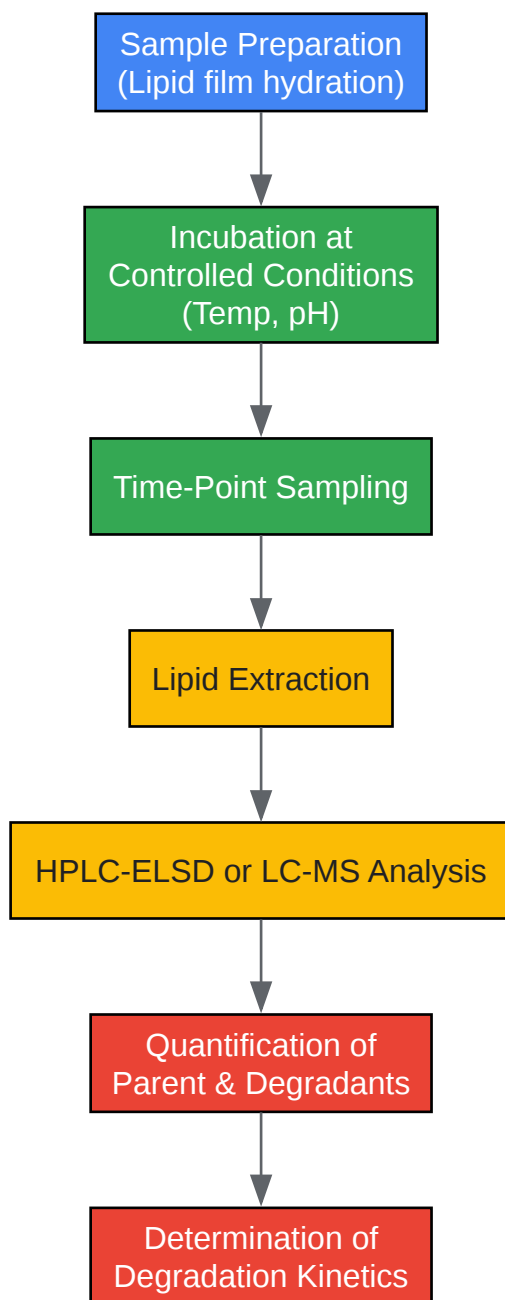 Sample Preparation
(Lipid film hydration)
Incubation at
Controlled Conditions
(Temp, pH)
Time-Point Sampling
Lipid Extraction
HPLC-ELSD or LC-MS Analysis
Quantification of
Parent & Degradants
Determination of
Degradation Kinetics